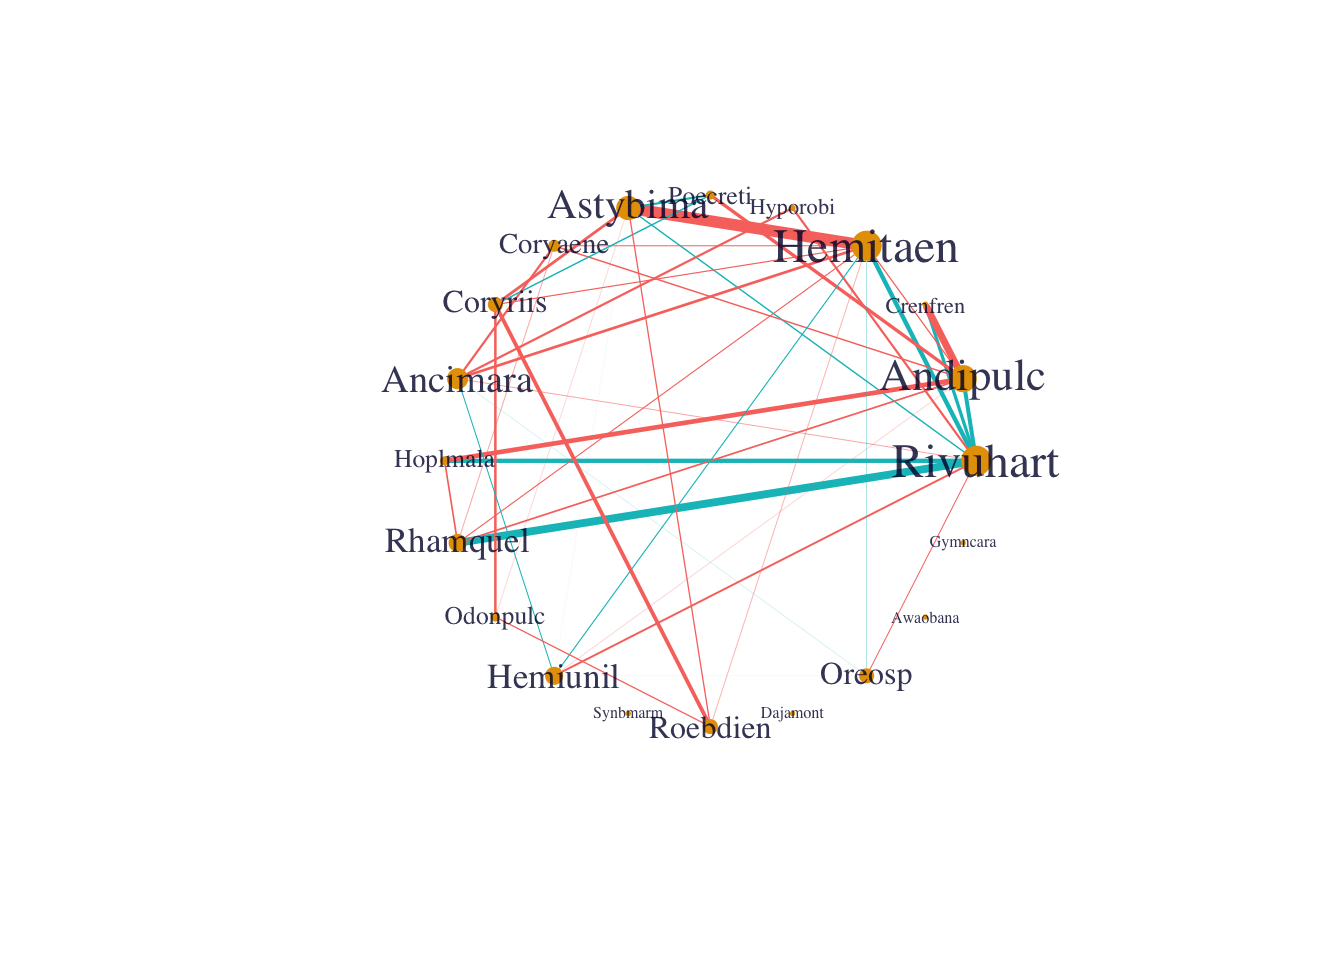 Poecreti
Astybima
Hyporobi
Coryaene
Hemitaen
Coryriis
Crenfren
Ancimara
Andipulc
Hoplmala
Rivuhart
Rhamquel
Gymncara
Odonpulc
Awaobana
Hemiunil
Oreosp
Synbmarm
Dajamont
Roebdien